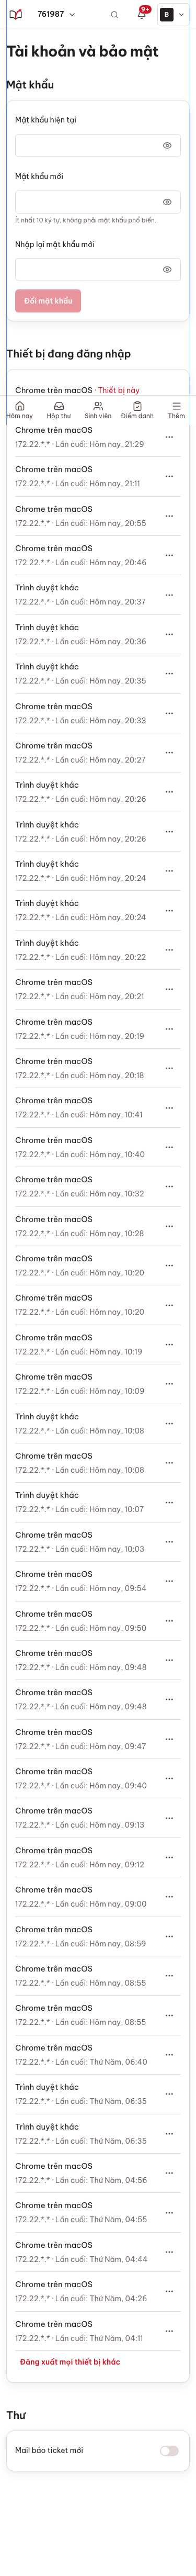 761987
9+
B
Tài khoản và bảo mật
Mật khẩu
Mật khẩu hiện tại
Mật khẩu mới
Ít nhất 10 ký tự, không phải mật khẩu phổ biến.
Nhập lại mật khẩu mới
Đổi mật khẩu
Thiết bị đang đăng nhập
Chrome trên macOS · Thiết bị này
Hôm nay Hộp thư Sinh viên Điểm danh Thêm
Chrome trên macOS
172.22.*.* · Lần cuối: Hôm nay, 21:29
Chrome trên macOS
172.22.*.* · Lần cuối: Hôm nay, 21:11
Chrome trên macOS
172.22.*.* · Lần cuối: Hôm nay, 20:55
Chrome trên macOS
172.22.*.* · Lần cuối: Hôm nay, 20:46
Trình duyệt khác
172.22.*.* · Lần cuối: Hôm nay, 20:37
Trình duyệt khác
172.22.*.* · Lần cuối: Hôm nay, 20:36
Trình duyệt khác
172.22.*.* · Lần cuối: Hôm nay, 20:35
Chrome trên macOS
172.22.*.* · Lần cuối: Hôm nay, 20:33
Chrome trên macOS
172.22.*.* · Lần cuối: Hôm nay, 20:27
Trình duyệt khác
172.22.*.* · Lần cuối: Hôm nay, 20:26
Trình duyệt khác
172.22.*.* · Lần cuối: Hôm nay, 20:26
Trình duyệt khác
172.22.*.* · Lần cuối: Hôm nay, 20:24
Trình duyệt khác
172.22.*.* · Lần cuối: Hôm nay, 20:24
Trình duyệt khác
172.22.*.* · Lần cuối: Hôm nay, 20:22
Chrome trên macOS
172.22.*.* · Lần cuối: Hôm nay, 20:21
Chrome trên macOS
172.22.*.* · Lần cuối: Hôm nay, 20:19
Chrome trên macOS
172.22.*.* · Lần cuối: Hôm nay, 20:18
Chrome trên macOS
172.22.*.* · Lần cuối: Hôm nay, 10:41
Chrome trên macOS
172.22.*.* · Lần cuối: Hôm nay, 10:40
Chrome trên macOS
172.22.*.* · Lần cuối: Hôm nay, 10:32
Chrome trên macOS
172.22.*.* · Lần cuối: Hôm nay, 10:28
Chrome trên macOS
172.22.*.* · Lần cuối: Hôm nay, 10:20
Chrome trên macOS
172.22.*.* · Lần cuối: Hôm nay, 10:20
Chrome trên macOS
172.22.*.* · Lần cuối: Hôm nay, 10:19
Chrome trên macOS
172.22.*.* · Lần cuối: Hôm nay, 10:09
Trình duyệt khác
172.22.*.* · Lần cuối: Hôm nay, 10:08
Chrome trên macOS
172.22.*.* · Lần cuối: Hôm nay, 10:08
Trình duyệt khác
172.22.*.* · Lần cuối: Hôm nay, 10:07
Chrome trên macOS
172.22.*.* · Lần cuối: Hôm nay, 10:03
Chrome trên macOS
172.22.*.* · Lần cuối: Hôm nay, 09:54
Chrome trên macOS
172.22.*.* · Lần cuối: Hôm nay, 09:50
Chrome trên macOS
172.22.*.* · Lần cuối: Hôm nay, 09:48
Chrome trên macOS
172.22.*.* · Lần cuối: Hôm nay, 09:48
Chrome trên macOS
172.22.*.* · Lần cuối: Hôm nay, 09:47
Chrome trên macOS
172.22.*.* · Lần cuối: Hôm nay, 09:40
Chrome trên macOS
172.22.*.* · Lần cuối: Hôm nay, 09:13
Chrome trên macOS
172.22.*.* · Lần cuối: Hôm nay, 09:12
Chrome trên macOS
172.22.*.* · Lần cuối: Hôm nay, 09:00
Chrome trên macOS
172.22.*.* · Lần cuối: Hôm nay, 08:59
Chrome trên macOS
172.22.*.* · Lần cuối: Hôm nay, 08:55
Chrome trên macOS
172.22.*.* · Lần cuối: Hôm nay, 08:55
Chrome trên macOS
172.22.*.* · Lần cuối: Thứ Năm, 06:40
Trình duyệt khác
172.22.*.* · Lần cuối: Thứ Năm, 06:35
Trình duyệt khác
172.22.*.* · Lần cuối: Thứ Năm, 06:35
Chrome trên macOS
172.22.*.* · Lần cuối: Thứ Năm, 04:56
Chrome trên macOS
172.22.*.* · Lần cuối: Thứ Năm, 04:55
Chrome trên macOS
172.22.*.* · Lần cuối: Thứ Năm, 04:44
Chrome trên macOS
172.22.*.* · Lần cuối: Thứ Năm, 04:26
Chrome trên macOS
172.22.*.* · Lần cuối: Thứ Năm, 04:11
Đăng xuất mọi thiết bị khác
Thư
Mail báo ticket mới